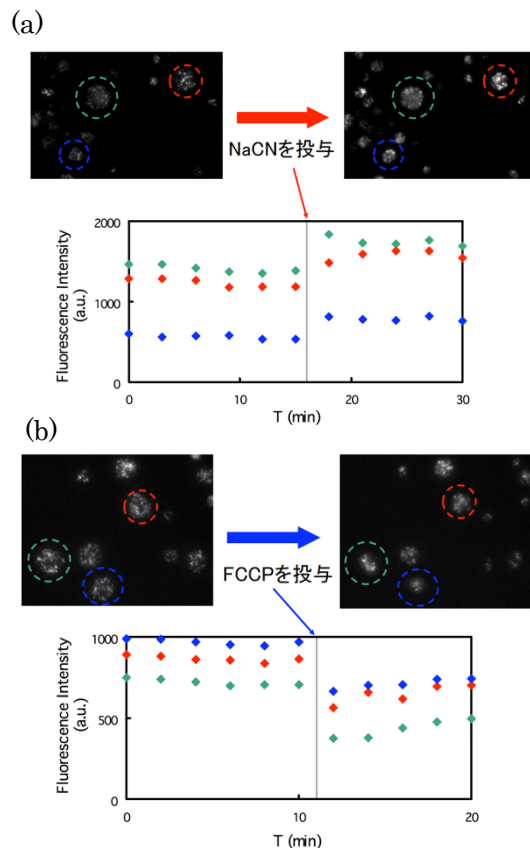 (a)
NaCNを投与
2000
1000
0
Fluorescence Intensity
(a.u.)
0 10 20 30
T (min)
(b)
FCCPを投与
1000
500
0
Fluorescence Intensity
(a.u.)
0 10 20
T (min)